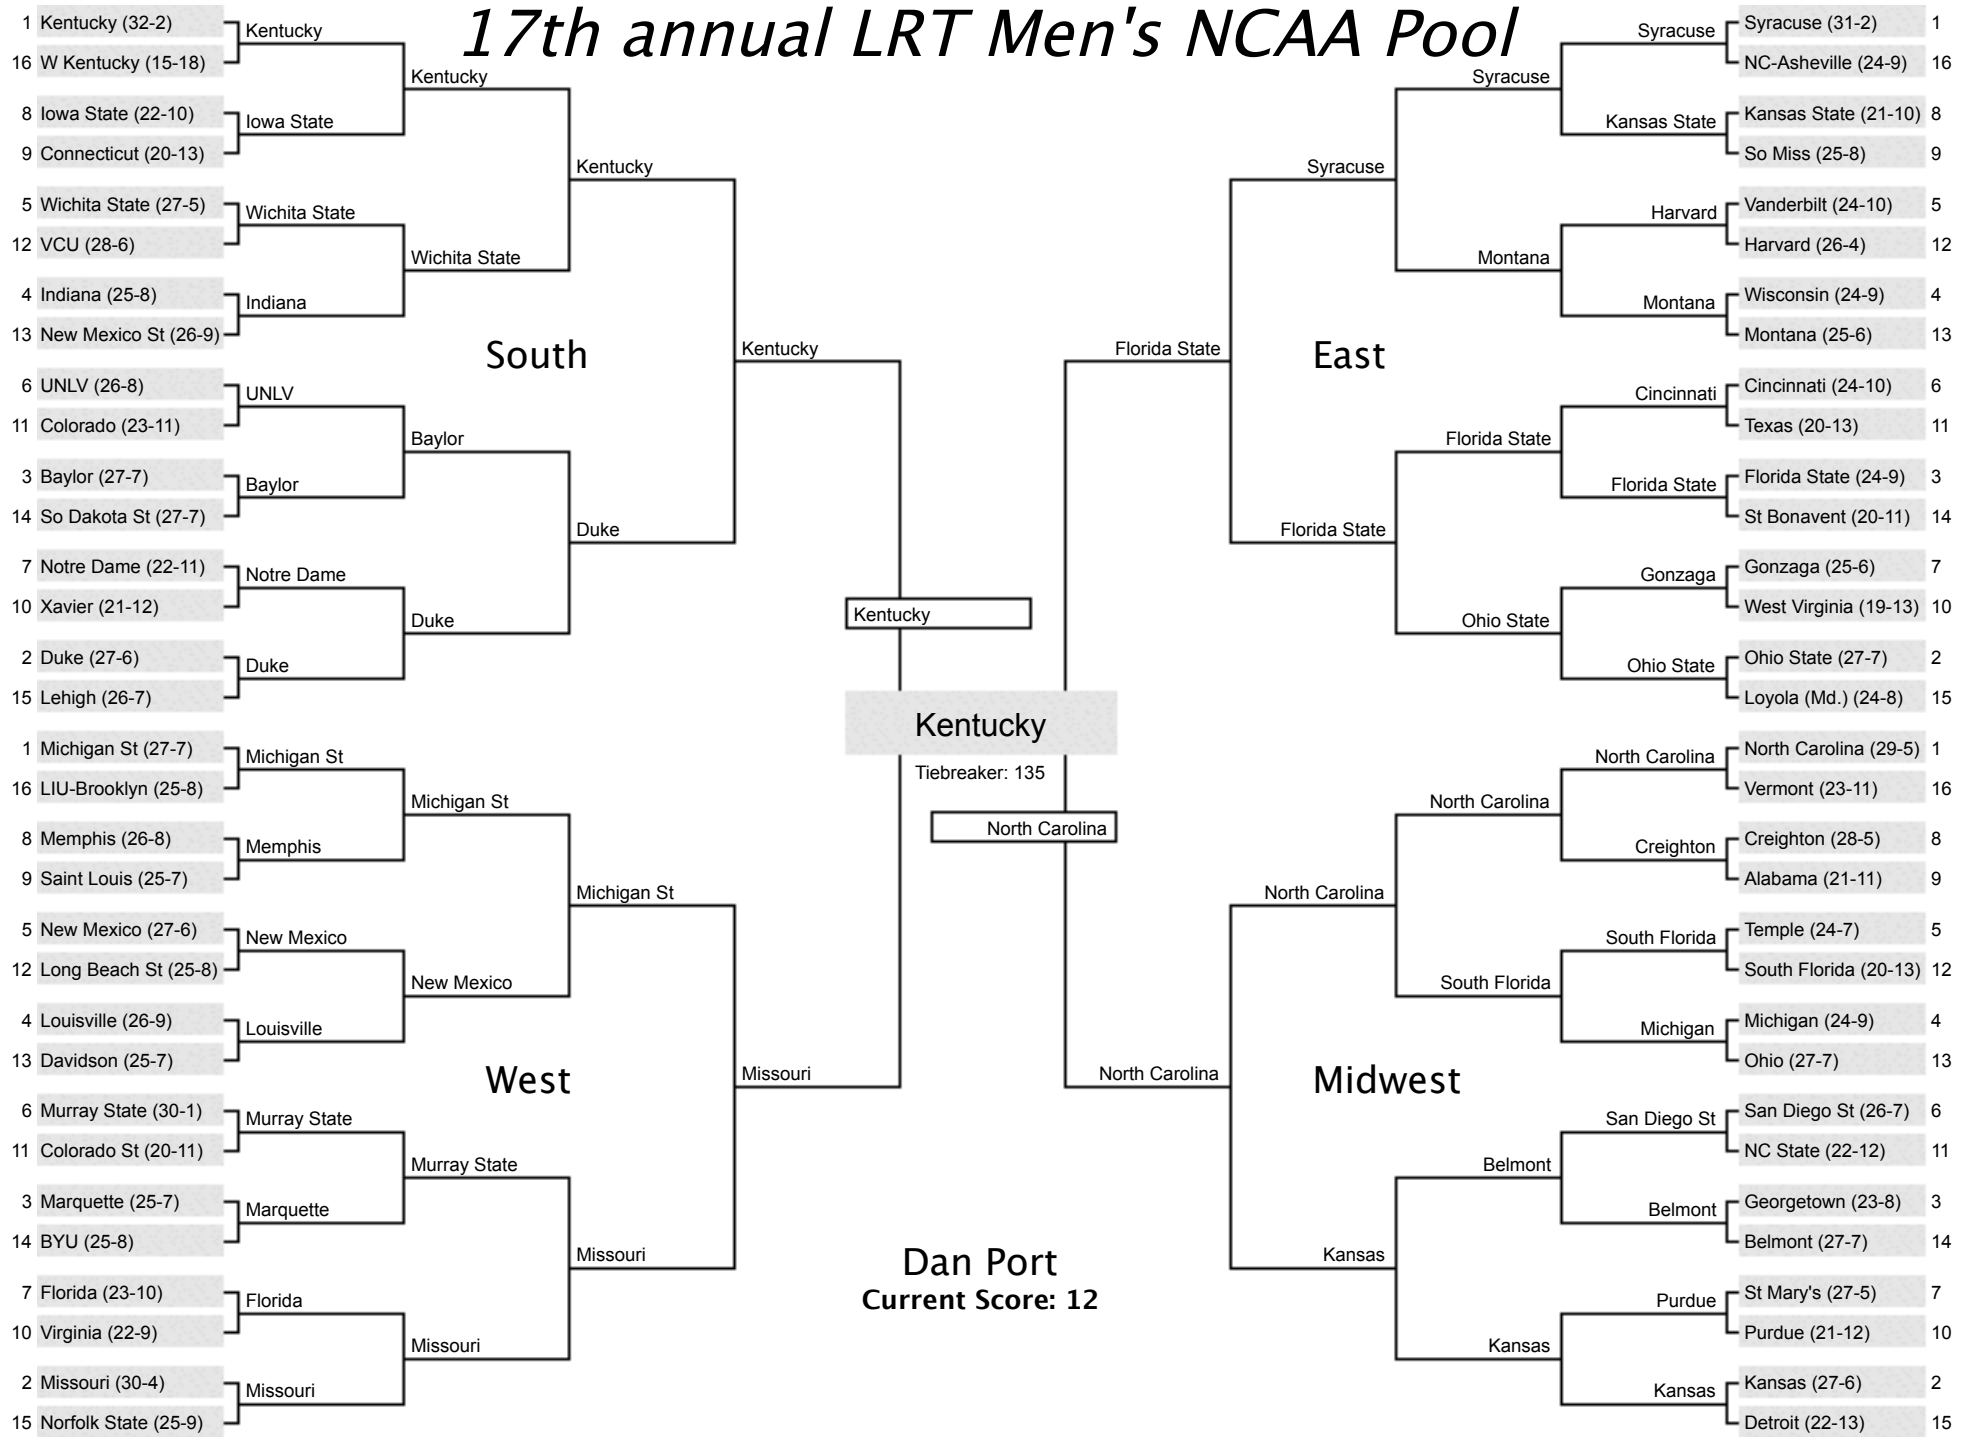 17th annual LRT Men's NCAA Pool
1 Kentucky (32-2)
16 W Kentucky (15-18)
8 Iowa State (22-10)
9 Connecticut (20-13)
5 Wichita State (27-5)
12 VCU (28-6)
4 Indiana (25-8)
13 New Mexico St (26-9)
6 UNLV (26-8)
11 Colorado (23-11)
3 Baylor (27-7)
14 So Dakota St (27-7)
7 Notre Dame (22-11)
10 Xavier (21-12)
2 Duke (27-6)
15 Lehigh (26-7)
Kentucky
Iowa State
Wichita State
Indiana
UNLV
Baylor
Notre Dame
Duke
Kentucky
Wichita State
Baylor
Duke
Kentucky
Duke
South
Kentucky
1 Michigan St (27-7)
16 LIU-Brooklyn (25-8)
8 Memphis (26-8)
9 Saint Louis (25-7)
5 New Mexico (27-6)
12 Long Beach St (25-8)
4 Louisville (26-9)
13 Davidson (25-7)
6 Murray State (30-1)
11 Colorado St (20-11)
3 Marquette (25-7)
14 BYU (25-8)
7 Florida (23-10)
10 Virginia (22-9)
2 Missouri (30-4)
15 Norfolk State (25-9)
Michigan St
Memphis
New Mexico
Louisville
Murray State
Marquette
Florida
Missouri
Michigan St
New Mexico
Murray State
Missouri
Michigan St
Missouri
West
Missouri
Kentucky
Kentucky
Tiebreaker: 135
North Carolina
Dan Port
Current Score: 12
Syracuse (31-2) 1
NC-Asheville (24-9) 16
Kansas State (21-10) 8
So Miss (25-8) 9
Vanderbilt (24-10) 5
Harvard (26-4) 12
Wisconsin (24-9) 4
Montana (25-6) 13
Cincinnati (24-10) 6
Texas (20-13) 11
Florida State (24-9) 3
St Bonavent (20-11) 14
Gonzaga (25-6) 7
West Virginia (19-13) 10
Ohio State (27-7) 2
Loyola (Md.) (24-8) 15
Syracuse
Kansas State
Harvard
Montana
Cincinnati
Florida State
Gonzaga
Ohio State
Syracuse
Montana
Florida State
Ohio State
Syracuse
Florida State
East
Florida State
North Carolina (29-5) 1
Vermont (23-11) 16
Creighton (28-5) 8
Alabama (21-11) 9
Temple (24-7) 5
South Florida (20-13) 12
Michigan (24-9) 4
Ohio (27-7) 13
San Diego St (26-7) 6
NC State (22-12) 11
Georgetown (23-8) 3
Belmont (27-7) 14
St Mary's (27-5) 7
Purdue (21-12) 10
Kansas (27-6) 2
Detroit (22-13) 15
North Carolina
Creighton
South Florida
Michigan
San Diego St
Belmont
Purdue
Kansas
North Carolina
South Florida
Belmont
Kansas
North Carolina
Kansas
Midwest
North Carolina